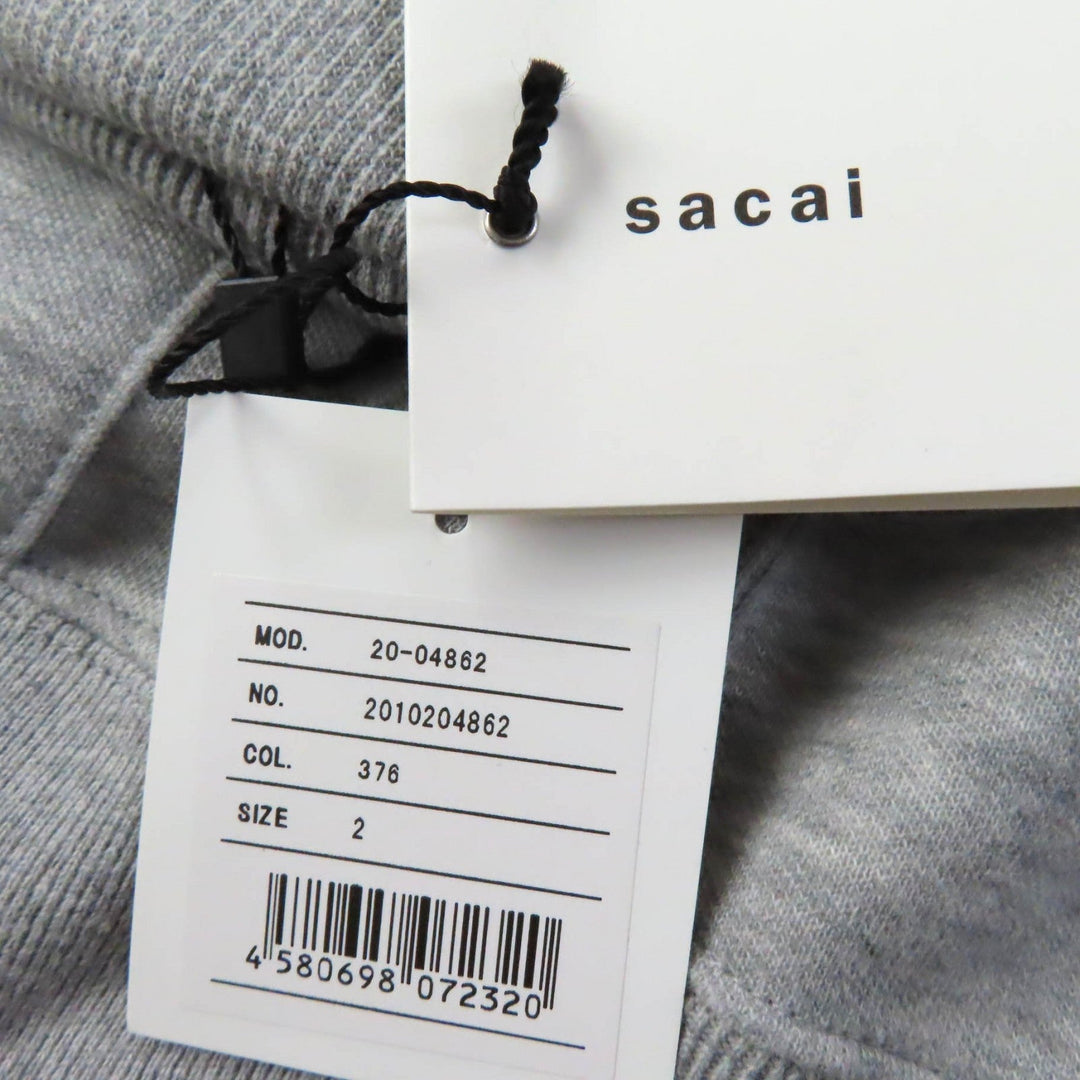 sacai
MOD. 20-04862
NO. 2010204862
COL. 376
SIZE 2
4 580698 072320